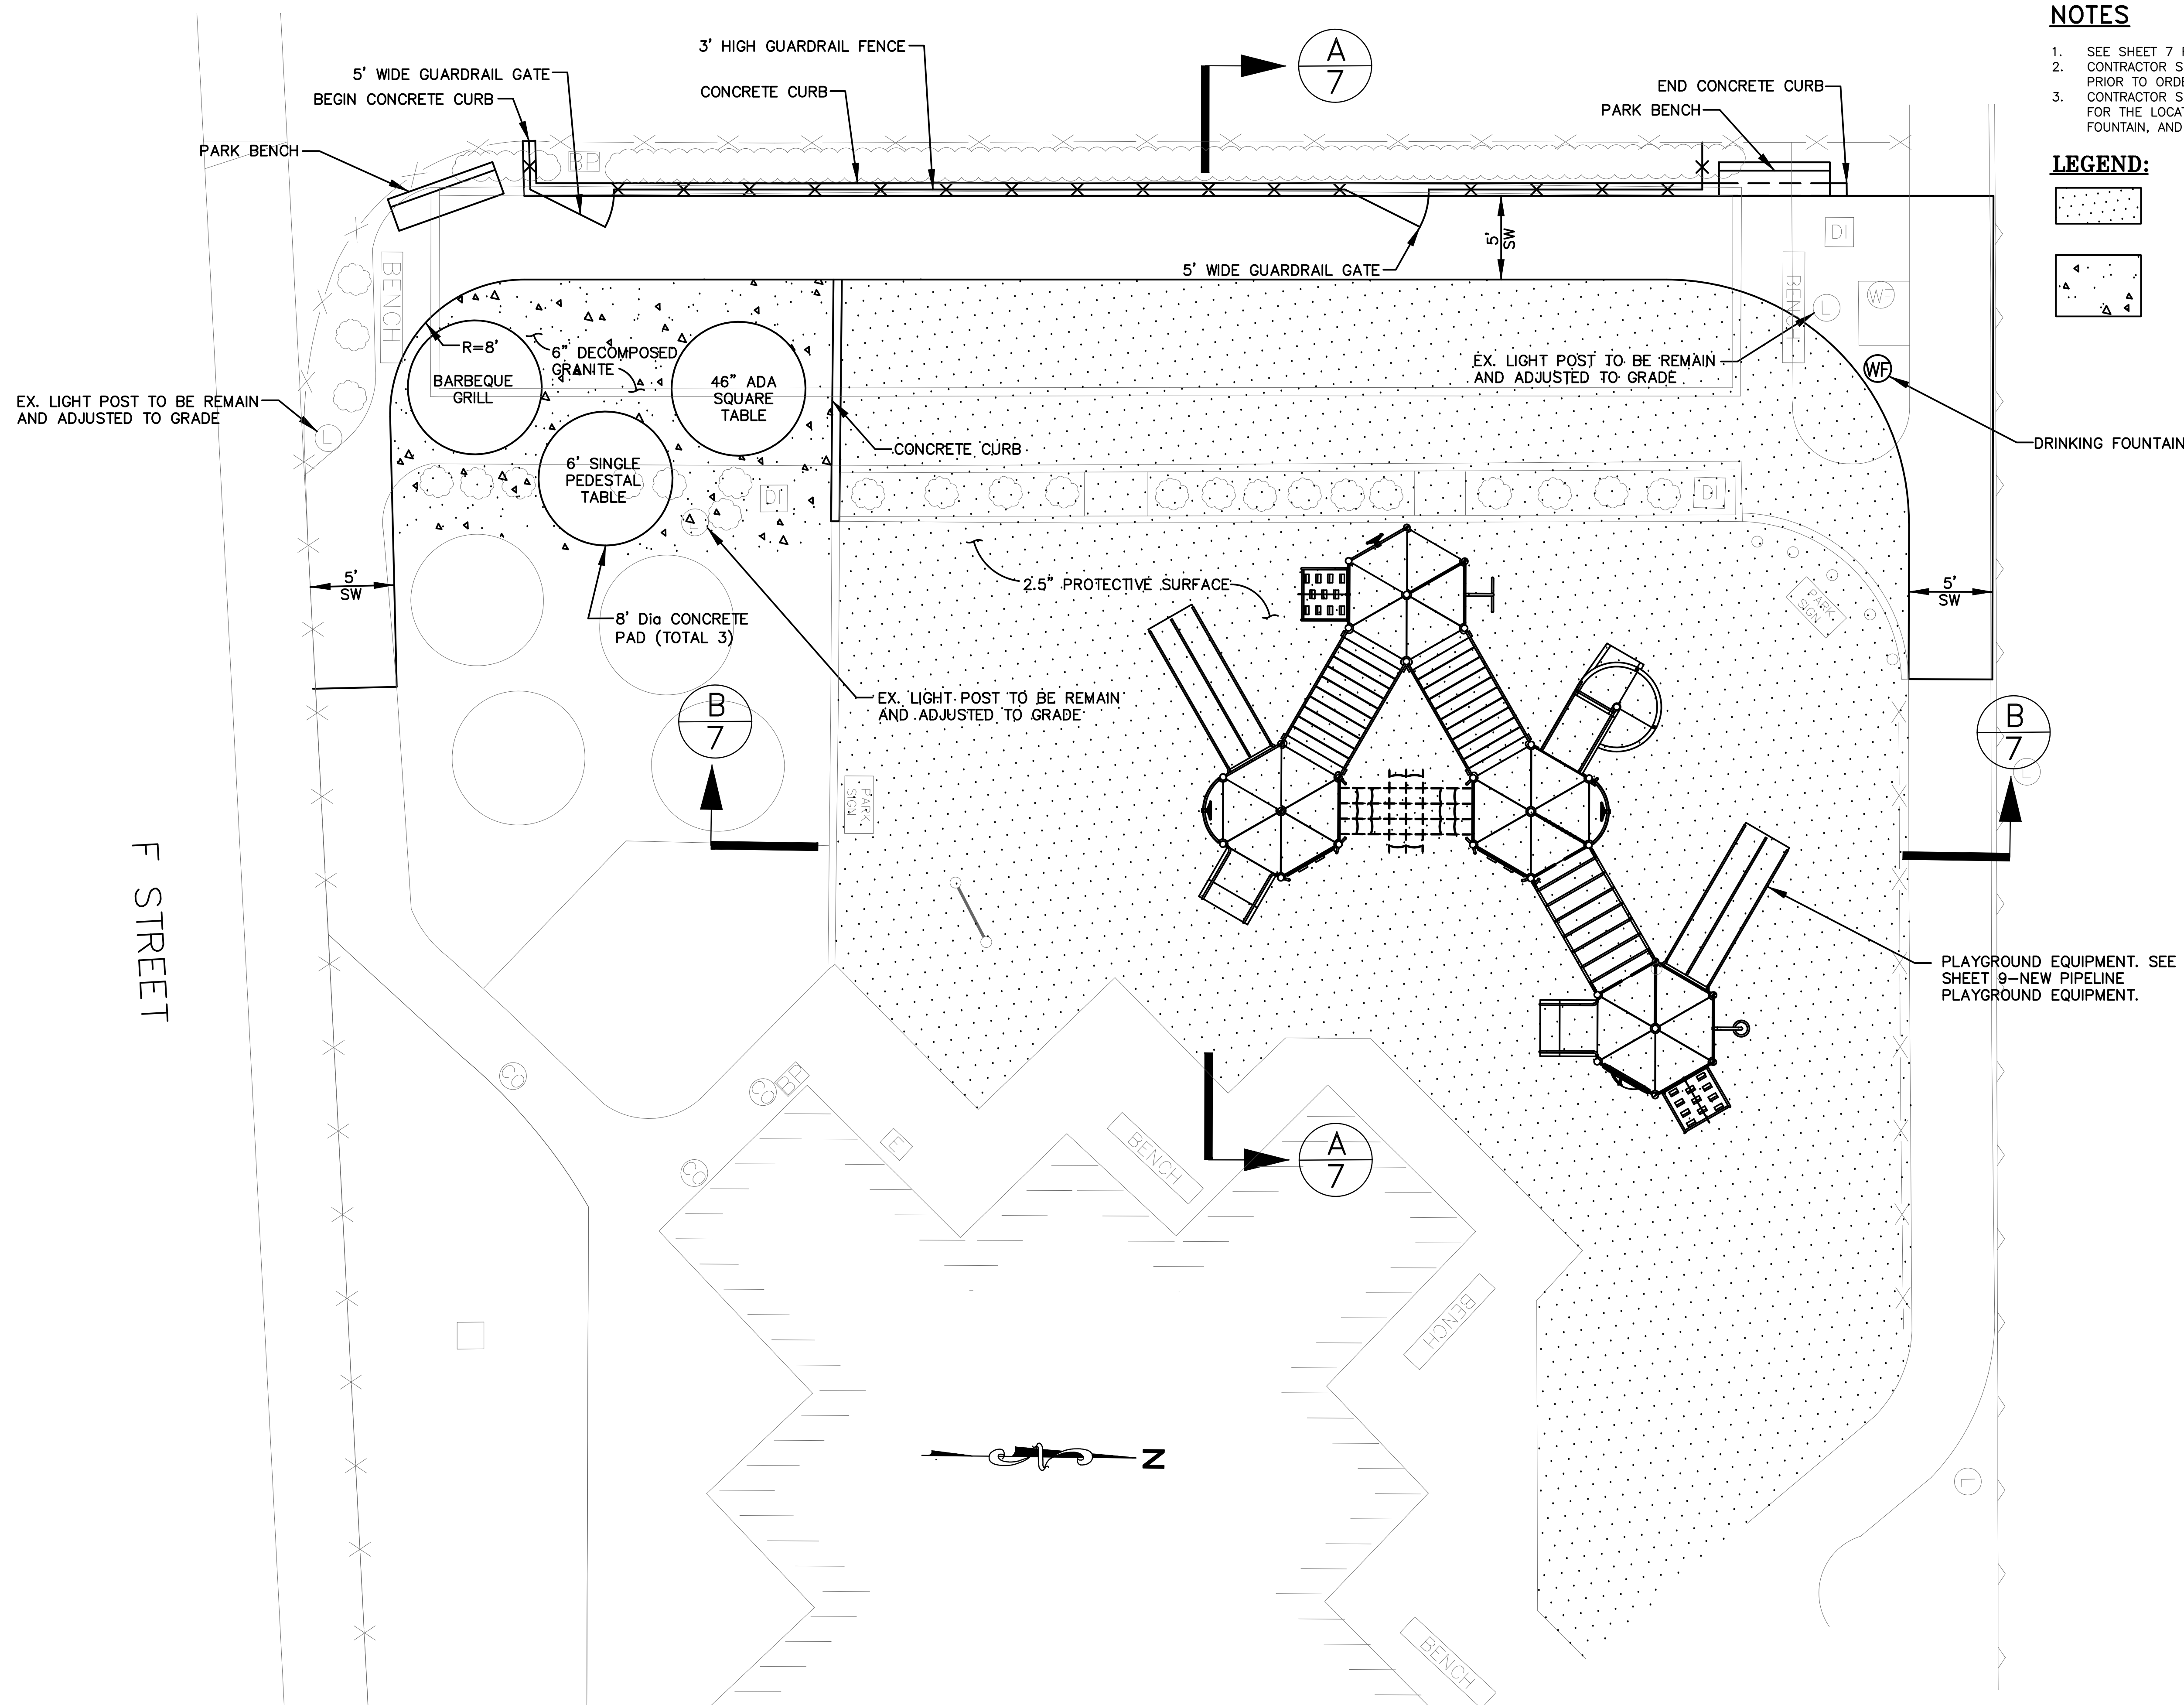 NOTES
1. SEE SHEET 7
2. CONTRACTOR
PRIOR TO
3. CONTRACTOR
FOR THE
FOUNTAIN, AND
LEGEND:
3' HIGH GUARDRAIL FENCE
5' WIDE GUARDRAIL GATE
BEGIN CONCRETE CURB
CONCRETE CURB
A
7
END CONCRETE CURB
PARK BENCH
PARK BENCH
BP
5'
SW
5' WIDE GUARDRAIL GATE
DI
BENCH
BENCH
L
WF
R=8'
BARBEQUE
GRILL
6" DECOMPOSED
GRANITE
46" ADA
SQUARE
TABLE
EX. LIGHT POST TO BE REMAIN
AND ADJUSTED TO GRADE
WF
EX. LIGHT POST TO BE REMAIN
AND ADJUSTED TO GRADE
L
CONCRETE CURB
DRINKING FOUNTAIN
6' SINGLE
PEDESTAL
TABLE
DI
DI
L
5'
SW
2.5" PROTECTIVE SURFACE
PARK
SIGN
5'
SW
8' Dia CONCRETE
PAD (TOTAL 3)
EX. LIGHT POST TO BE REMAIN
AND ADJUSTED TO GRADE
B
7
B
7
L
PARK
SIGN
F STREET
PLAYGROUND EQUIPMENT. SEE
SHEET 9-NEW PIPELINE
PLAYGROUND EQUIPMENT.
CO
CO
BP
E
CO
BENCH
A
7
BENCH
N
L
BENCH